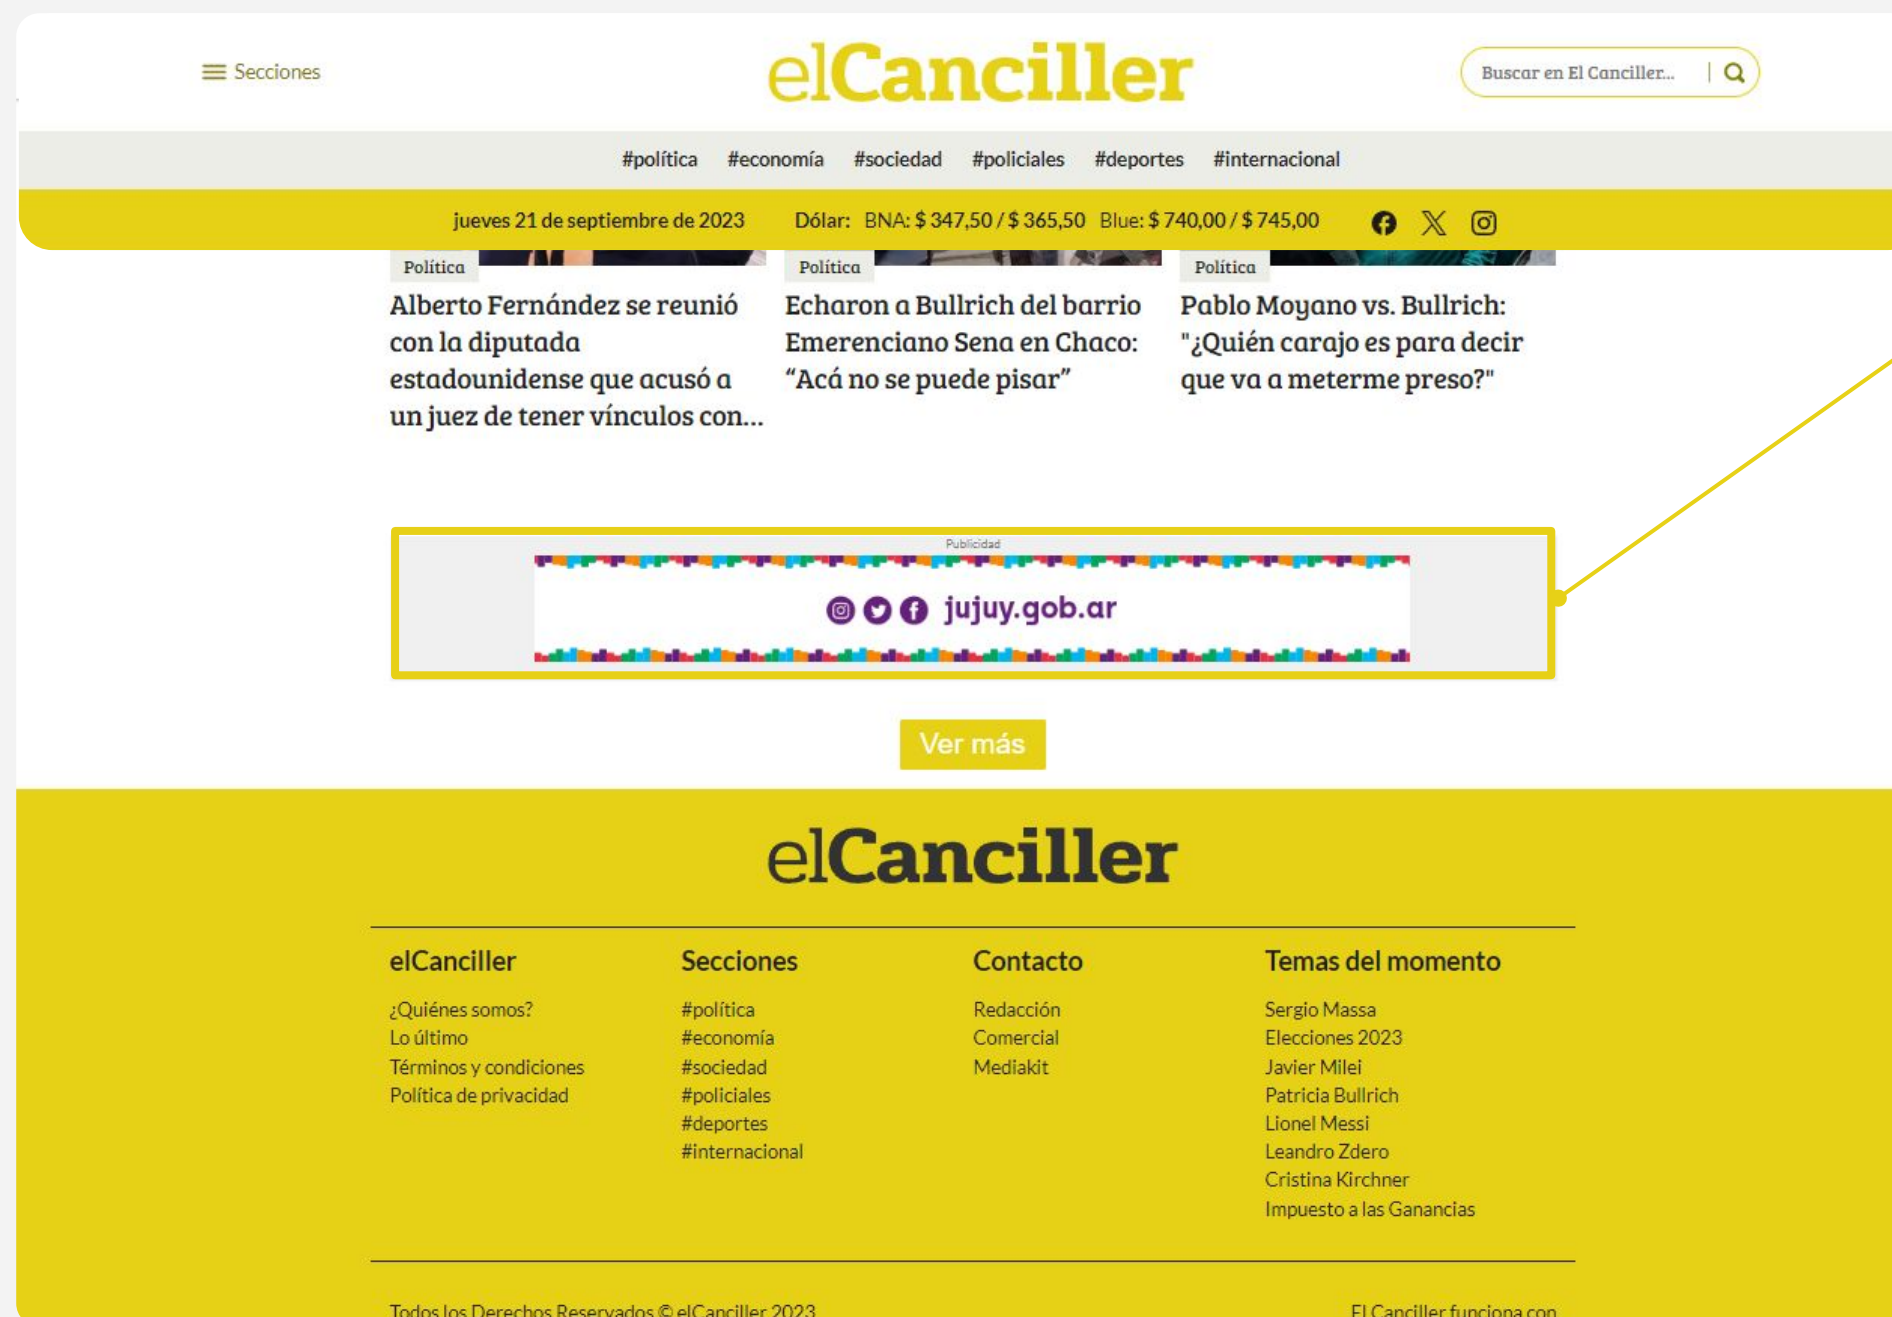 Secciones
elCanciller
Buscar en El Canciller...
#política #economía #sociedad #policiales #deportes #internacional
jueves 21 de septiembre de 2023 Dólar: BNA: $ 347,50 / $ 365,50 Blue: $ 740,00 / $ 745,00
Política
Alberto Fernández se reunió
con la diputada
estadounidense que acusó a
un juez de tener vínculos con...
Política
Echaron a Bullrich del barrio
Emerenciano Sena en Chaco:
“Acá no se puede pisar”
Política
Pablo Moyano vs. Bullrich:
"¿Quién carajo es para decir
que va a meterme preso?"
Publicidad
jujuy.gob.ar
Ver más
elCanciller
elCanciller
¿Quiénes somos?
Lo último
Términos y condiciones
Política de privacidad
Secciones
#política
#economía
#sociedad
#policiales
#deportes
#internacional
Contacto
Redacción
Comercial
Mediakit
Temas del momento
Sergio Massa
Elecciones 2023
Javier Milei
Patricia Bullrich
Lionel Messi
Leandro Zdero
Cristina Kirchner
Impuesto a las Ganancias
Todos los Derechos Reservados © elCanciller 2023
El Canciller funciona con